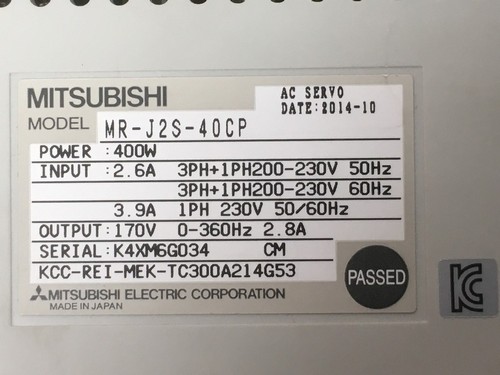 MITSUBISHI
AC SERVO
DATE:2014-10
MODEL MR-J2S-40CP
POWER :400W
INPUT :2.6A 3PH+1PH200-230V 50Hz
3PH+1PH200-230V 60Hz
3.9A 1PH 230V 50/60Hz
OUTPUT:170V 0-360Hz 2.8A
SERIAL:K4XM6G034 CM
KCC-REI-MEK-TC300A214G53
PASSED
MITSUBISHI ELECTRIC CORPORATION
MADE IN JAPAN